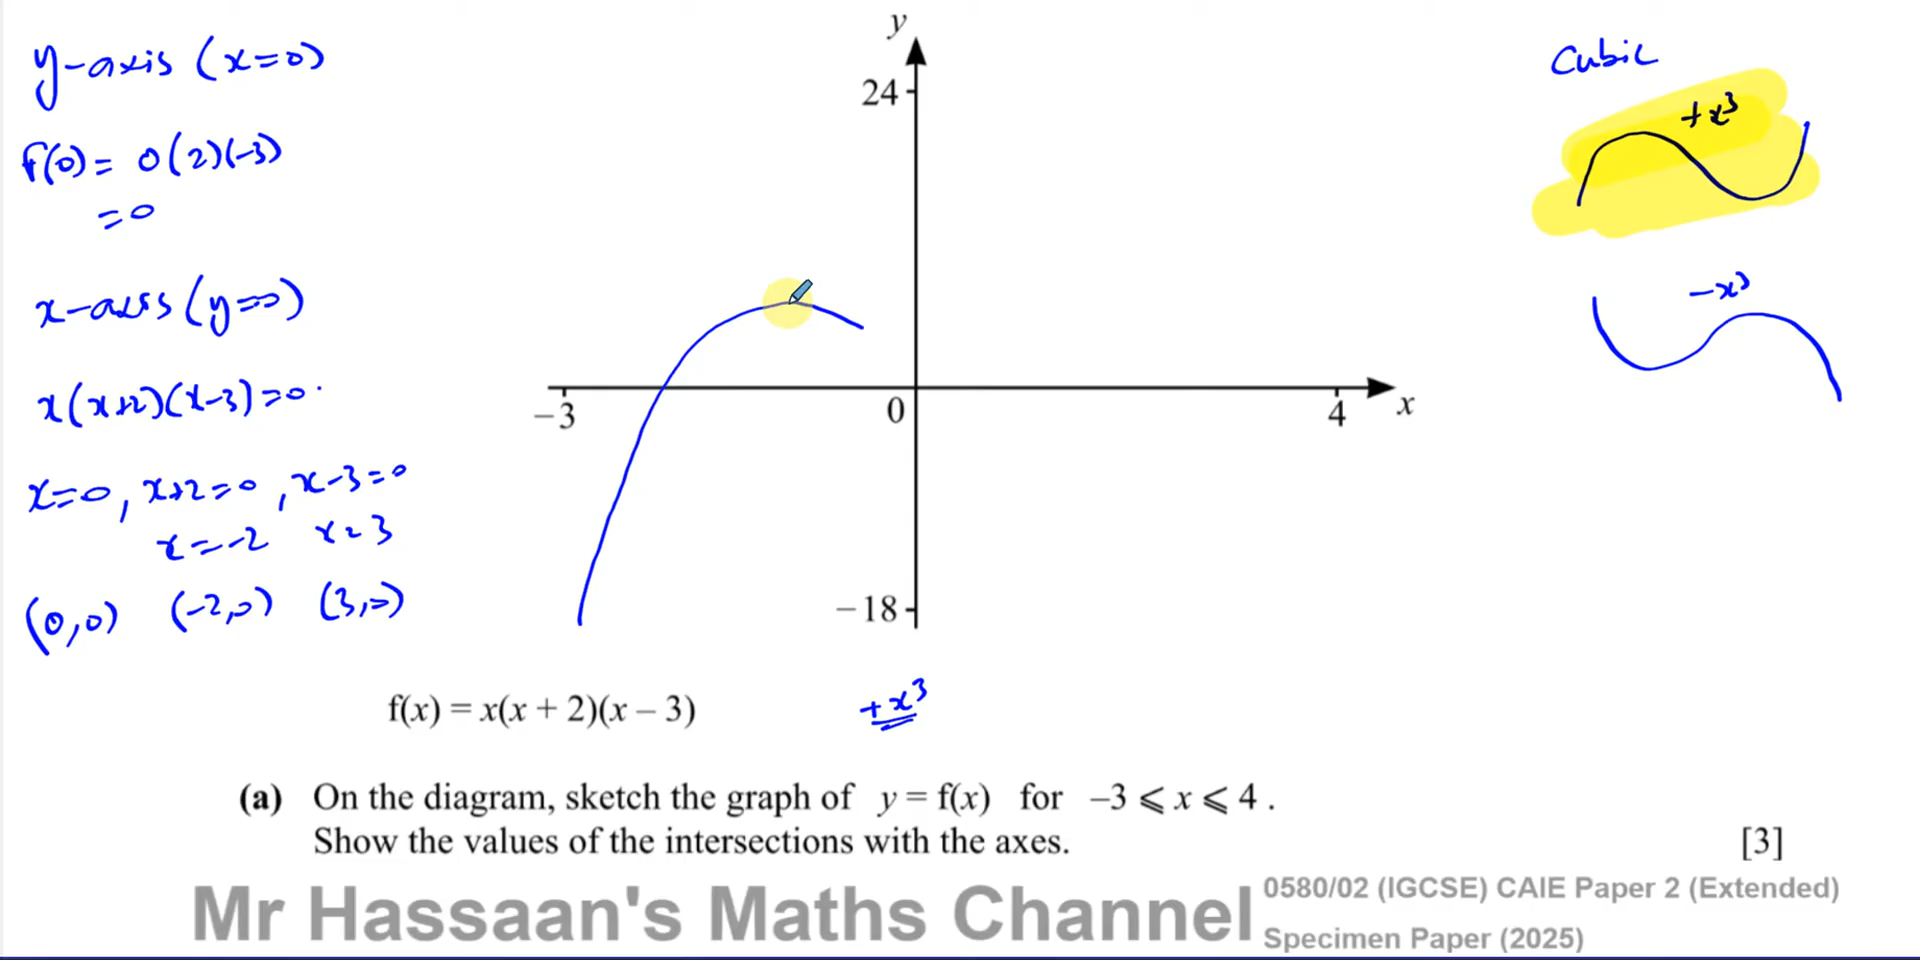 y-axis (x=0)
f(0)= 0(2)(-3)
=0
x-axis (y=0)
x(x+2)(x-3)=0
x=0, x+2=0, x-3=0
x=-2 x=3
(0,0) (-2,0) (3,0)
y
24
-3
0
4
x
-18
Cubic
+x³
-x³
f(x) = x(x + 2)(x – 3)
+x³
(a) On the diagram, sketch the graph of y = f(x) for –3 ⩽ x ⩽ 4 .
Show the values of the intersections with the axes.
[3]
Mr Hassaan's Maths Channel
0580/02 (IGCSE) CAIE Paper 2 (Extended)
Specimen Paper (2025)